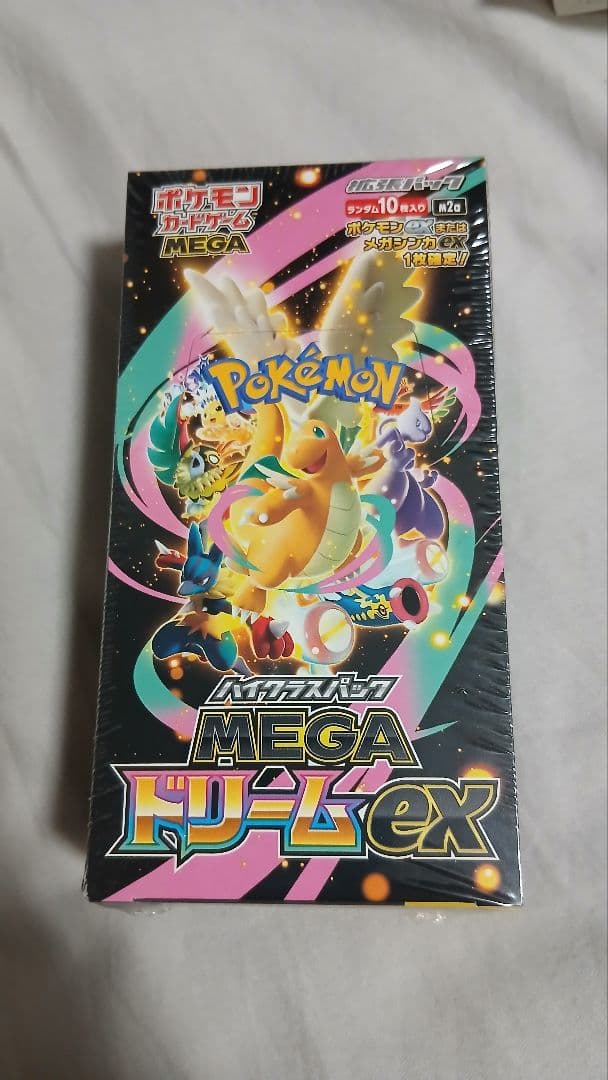 ポケモン
カードゲーム
MEGA
拡張パック
ランダム10枚入り
m2a
ポケモンexまたは
メガシンカex
1枚確定!
POKéMON
TM
ハイクラスパック
MEGA
ドリームex